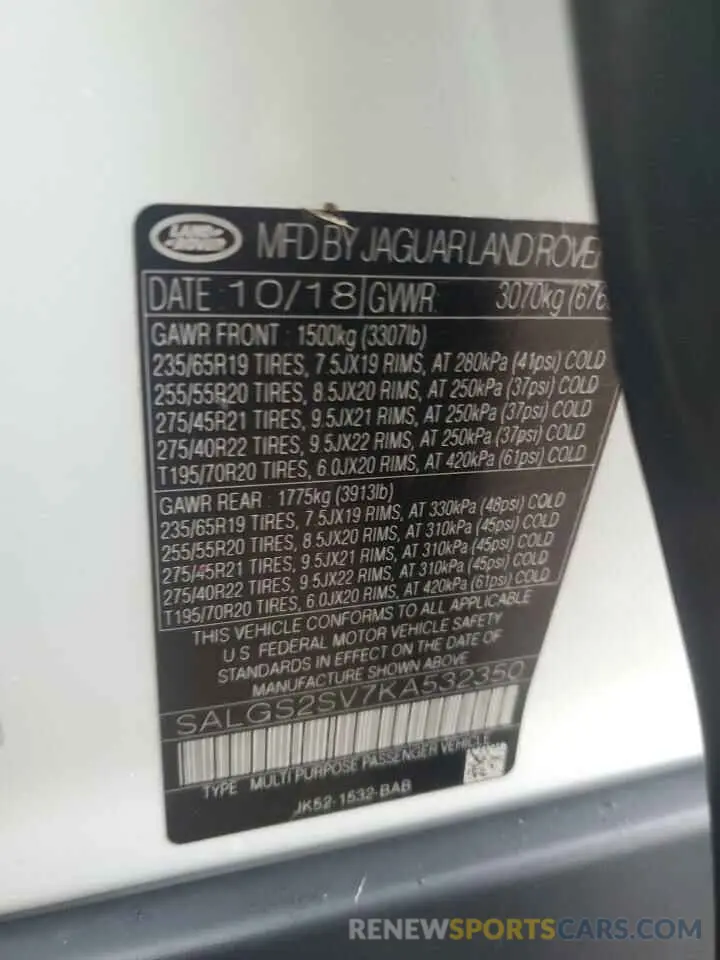 LAND ROVER MFD BY JAGUAR LAND ROVER
DATE 10/18 GVWR 3070kg
GAWR FRONT : 1500kg (3307lb)
235/65R19 TIRES, 7.5JX19 RIMS, AT 280kPa (41psi) COLD
255/55R20 TIRES, 8.5JX20 RIMS, AT 250kPa (37psi) COLD
275/45R21 TIRES, 9.5JX21 RIMS, AT 250kPa (37psi) COLD
275/40R22 TIRES, 9.5JX22 RIMS, AT 250kPa (37psi) COLD
T195/70R20 TIRES, 6.0JX20 RIMS, AT 420kPa (61psi) COLD
GAWR REAR : 1775kg (3913lb)
235/65R19 TIRES, 7.5JX19 RIMS, AT 330kPa (48psi) COLD
255/55R20 TIRES, 8.5JX20 RIMS, AT 310kPa (45psi) COLD
275/45R21 TIRES, 9.5JX21 RIMS, AT 310kPa (45psi) COLD
275/40R22 TIRES, 9.5JX22 RIMS, AT 310kPa (45psi) COLD
T195/70R20 TIRES, 6.0JX20 RIMS, AT 420kPa (61psi) COLD
THIS VEHICLE CONFORMS TO ALL APPLICABLE
U S FEDERAL MOTOR VEHICLE SAFETY
STANDARDS IN EFFECT ON THE DATE OF
MANUFACTURE SHOWN ABOVE
SALGS2SV7KA532350
TYPE MULTI PURPOSE PASSENGER VEHICLE
JK52-1532-BAB
RENEWSPORTSCARS.COM